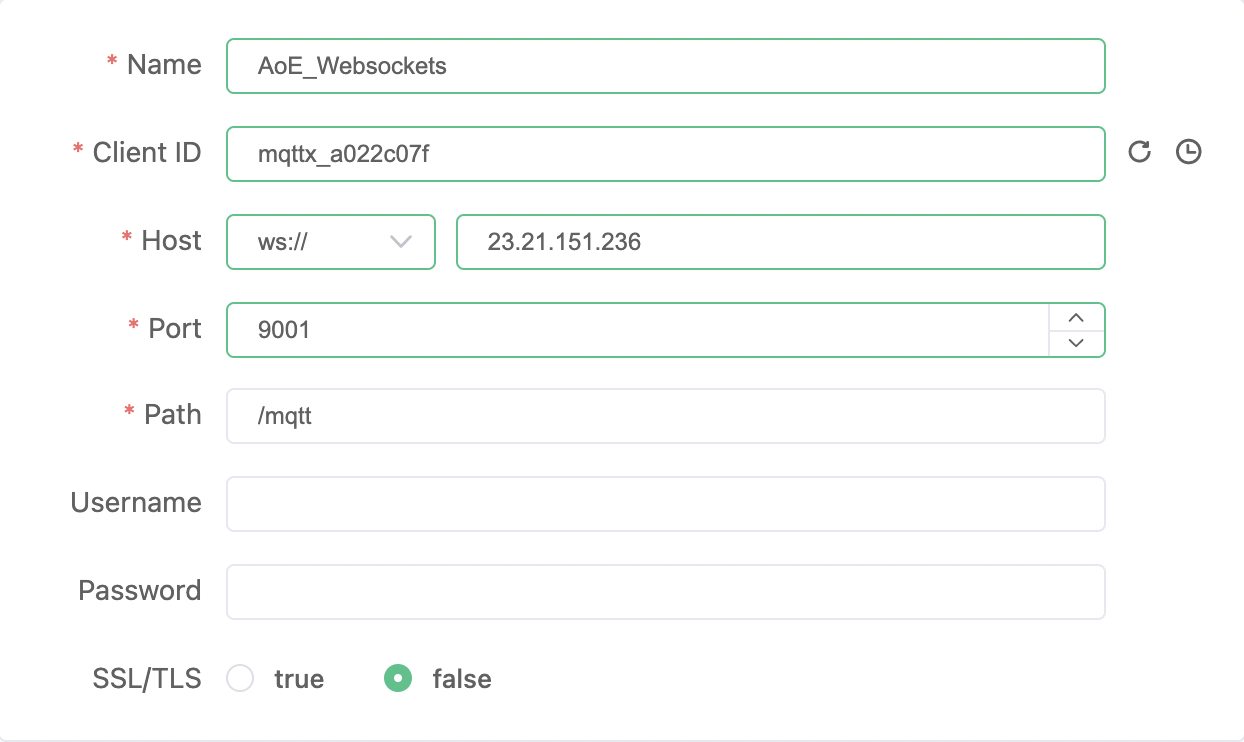 * Name AoE_Websockets
* Client ID mqttx_a022c07f
* Host ws:// 23.21.151.236
* Port 9001
* Path /mqtt
Username
Password
SSL/TLS true false